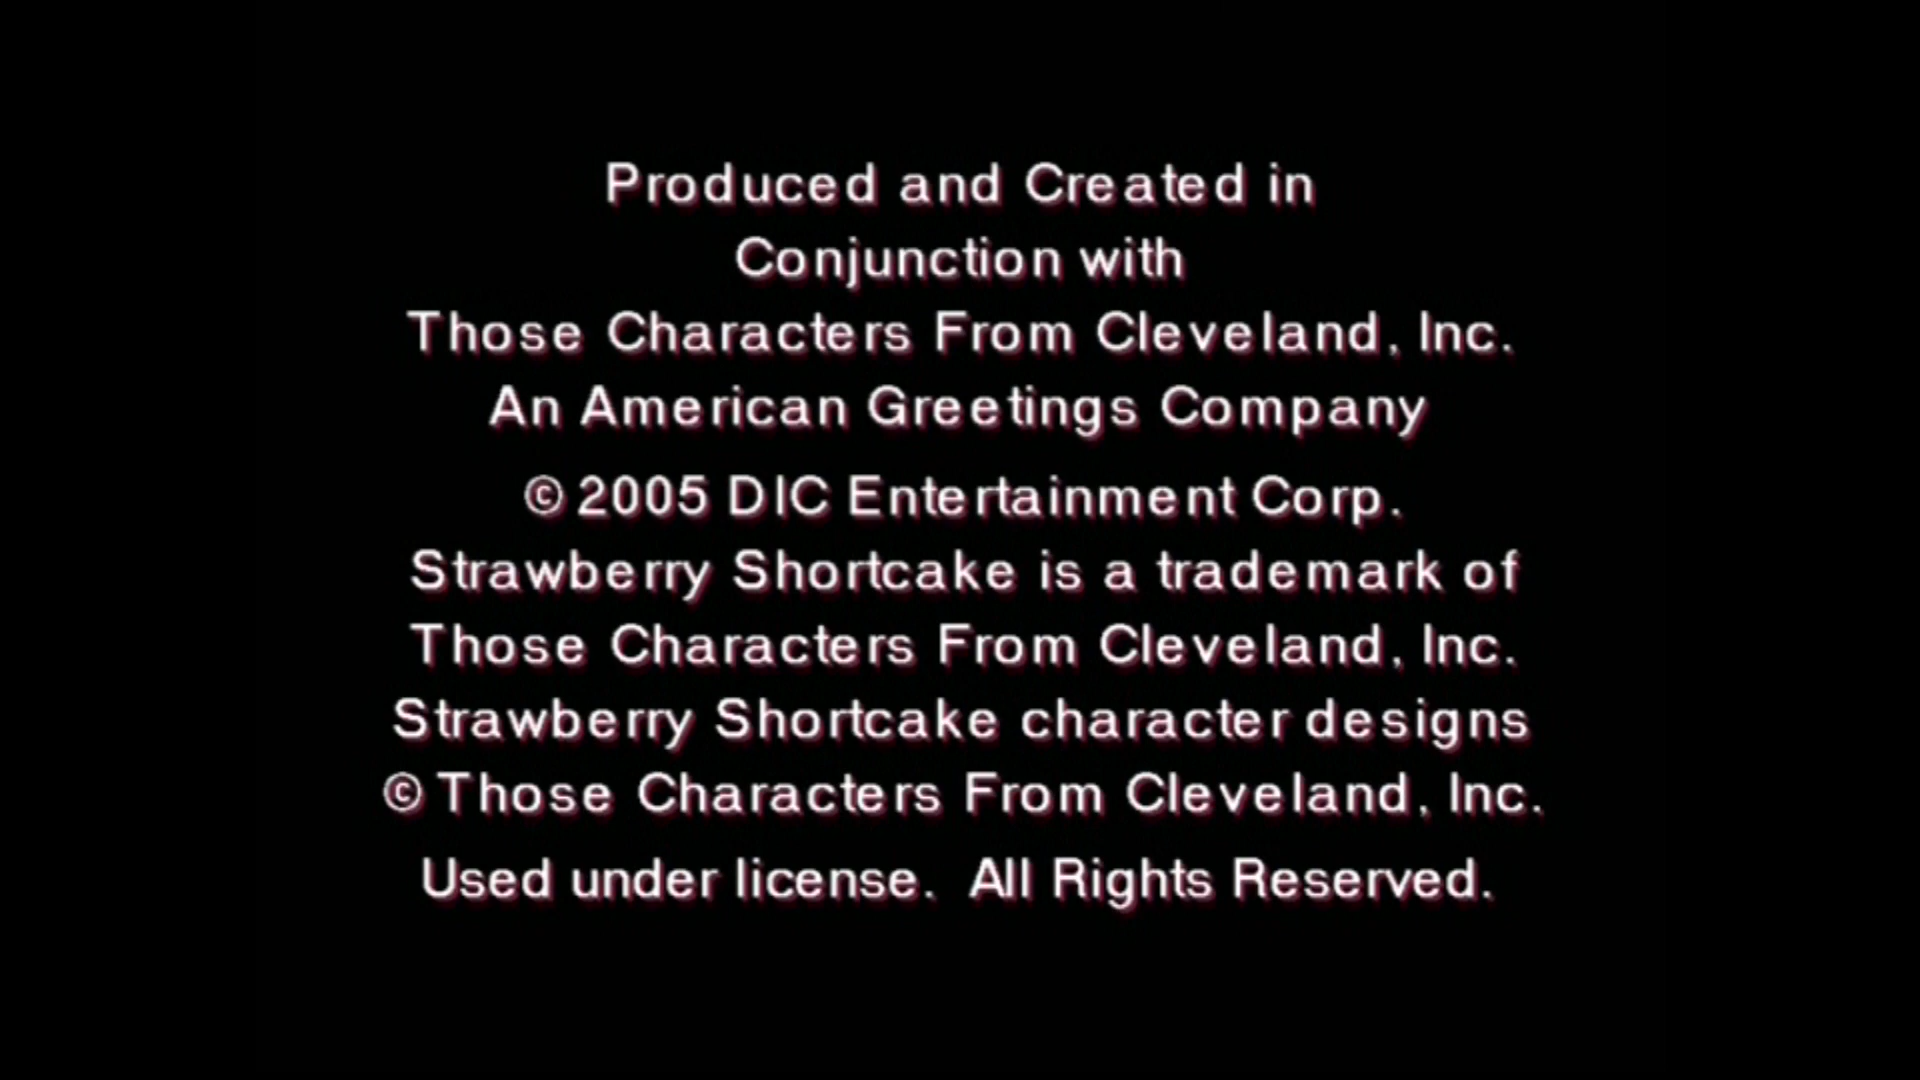 Produced and Created in
Conjunction with
Those Characters From Cleveland, Inc.
An American Greetings Company
© 2005 DIC Entertainment Corp.
Strawberry Shortcake is a trademark of
Those Characters From Cleveland, Inc.
Strawberry Shortcake character designs
© Those Characters From Cleveland, Inc.
Used under license.  All Rights Reserved.